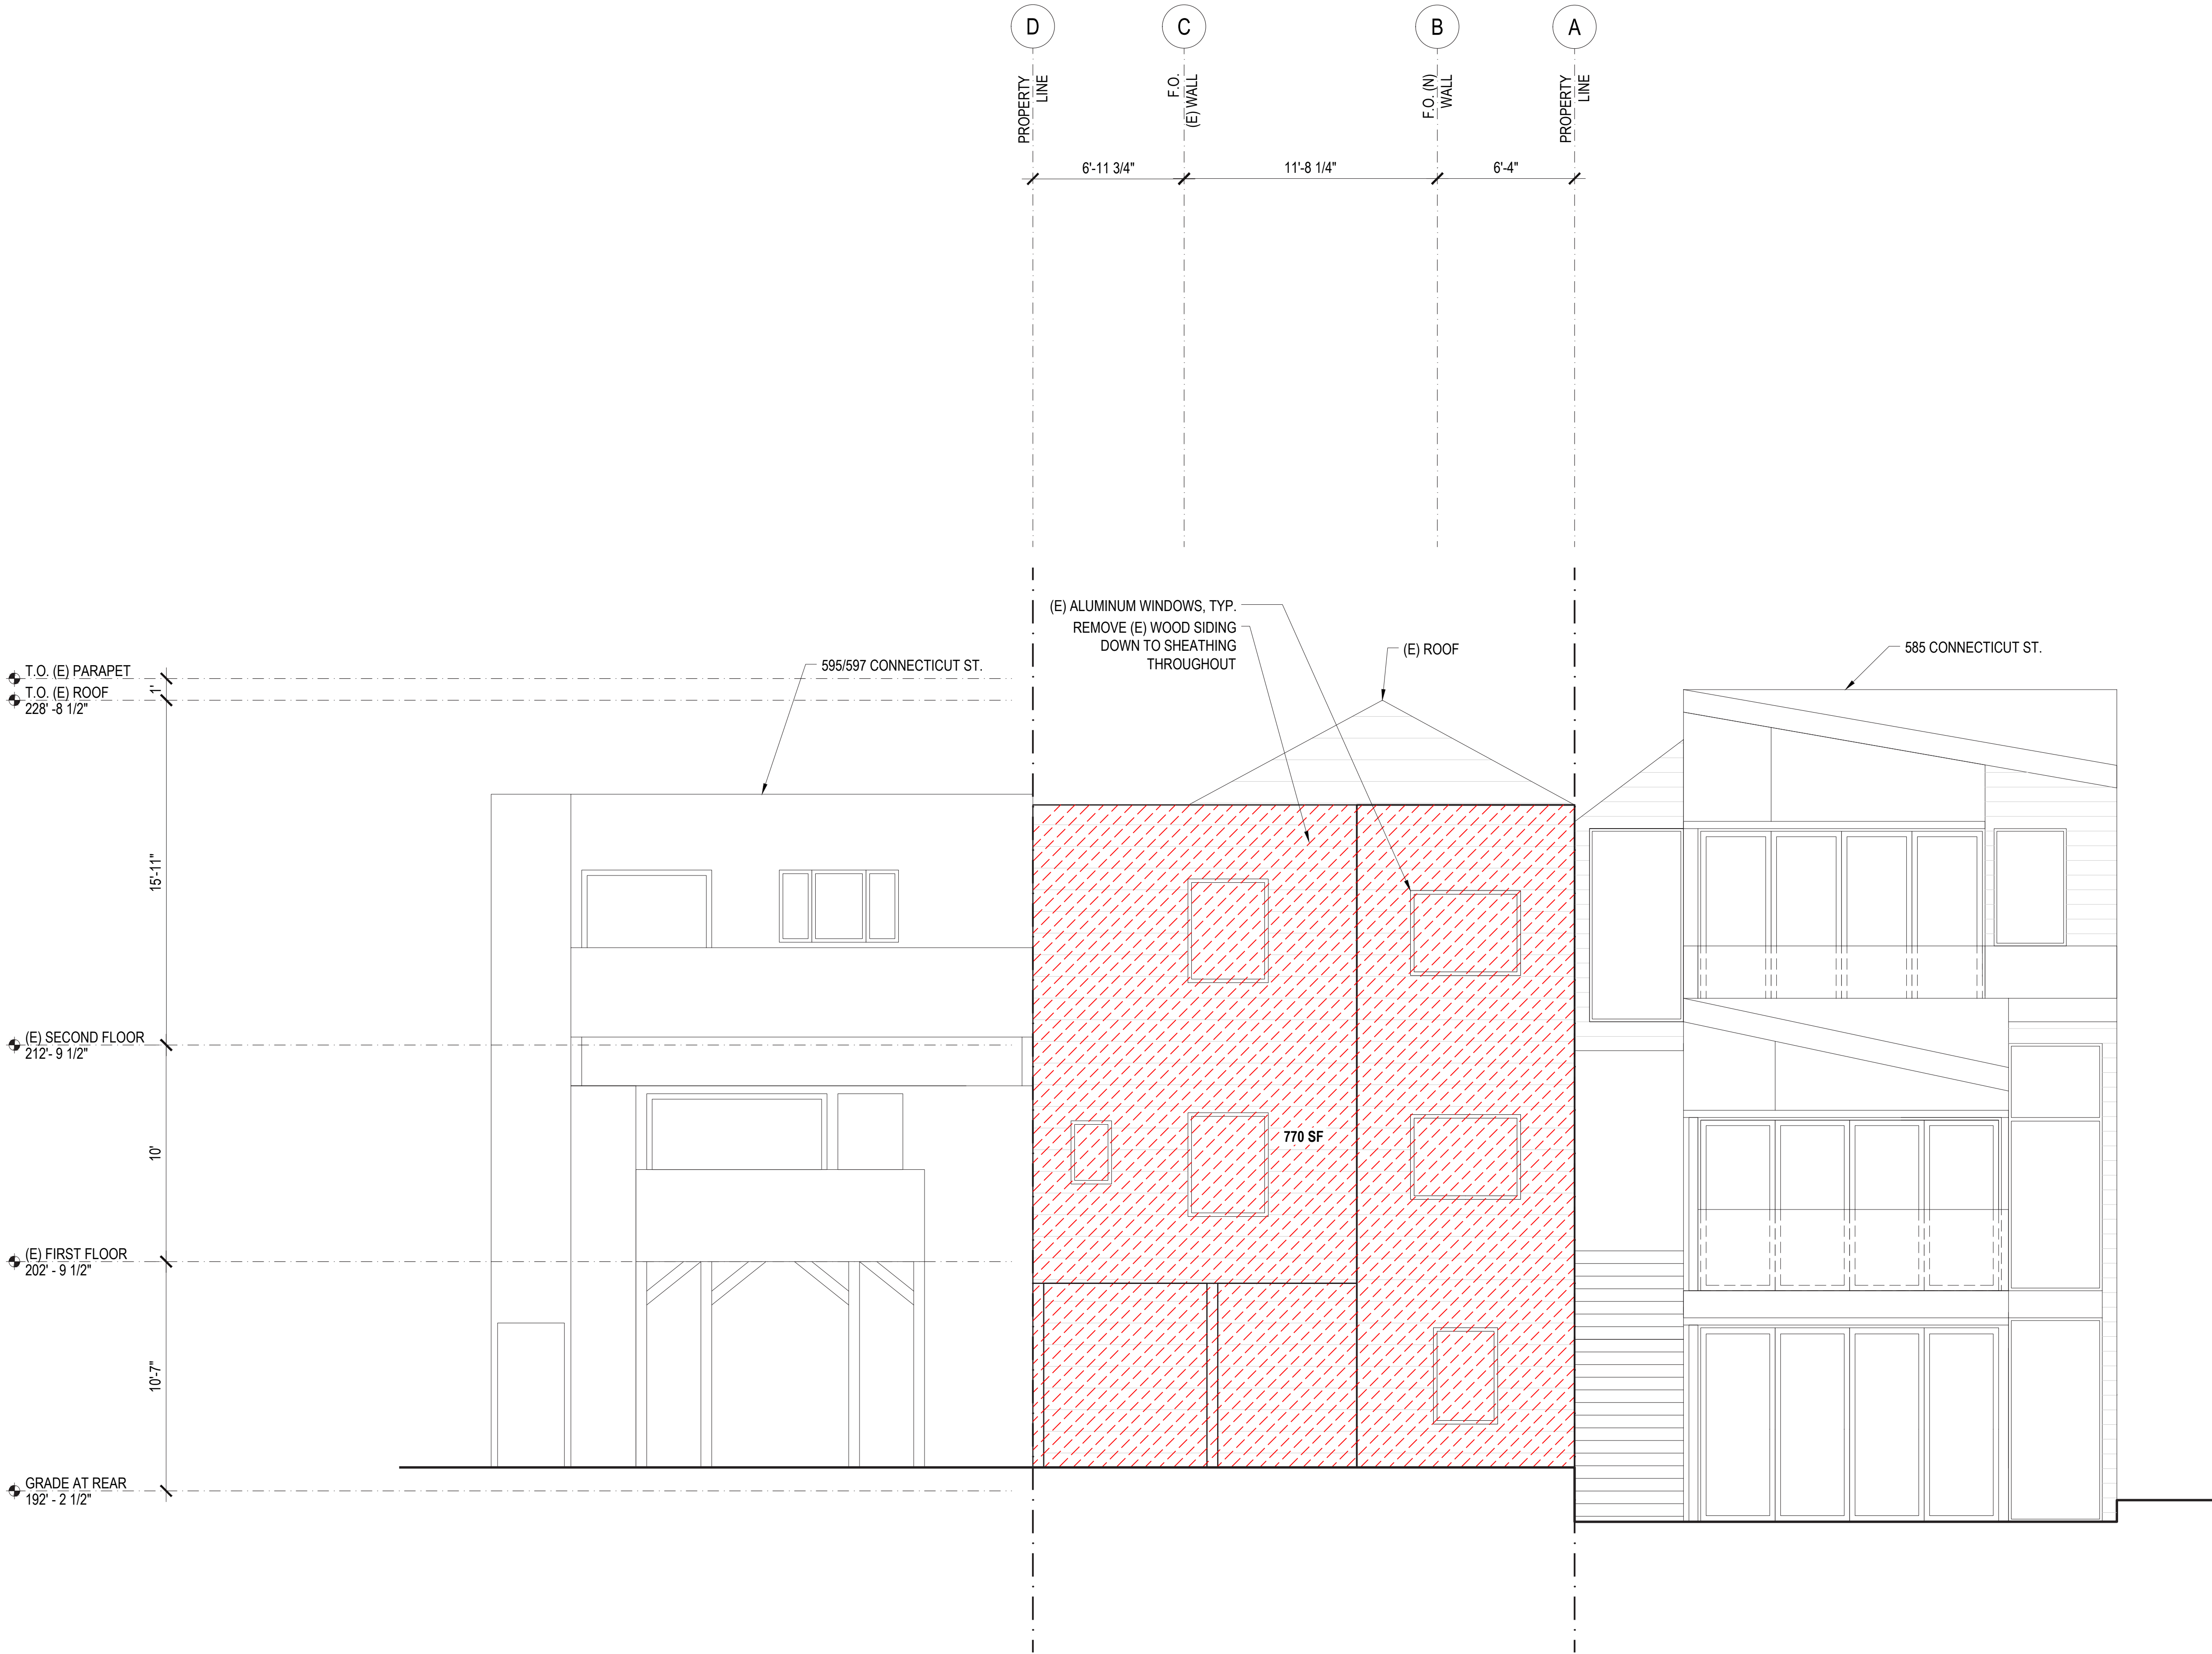 D
C
B
A
PROPERTY
LINE
F.O.
(E) WALL
F.O. (N)
WALL
PROPERTY
LINE
6'-11 3/4"
11'-8 1/4"
6'-4"
(E) ALUMINUM WINDOWS, TYP.
REMOVE (E) WOOD SIDING
DOWN TO SHEATHING
THROUGHOUT
(E) ROOF
585 CONNECTICUT ST.
595/597 CONNECTICUT ST.
T.O. (E) PARAPET
1'
T.O. (E) ROOF
228' -8 1/2"
15'-11"
(E) SECOND FLOOR
212'- 9 1/2"
10'
770 SF
(E) FIRST FLOOR
202' - 9 1/2"
10'-7"
GRADE AT REAR
192' - 2 1/2"